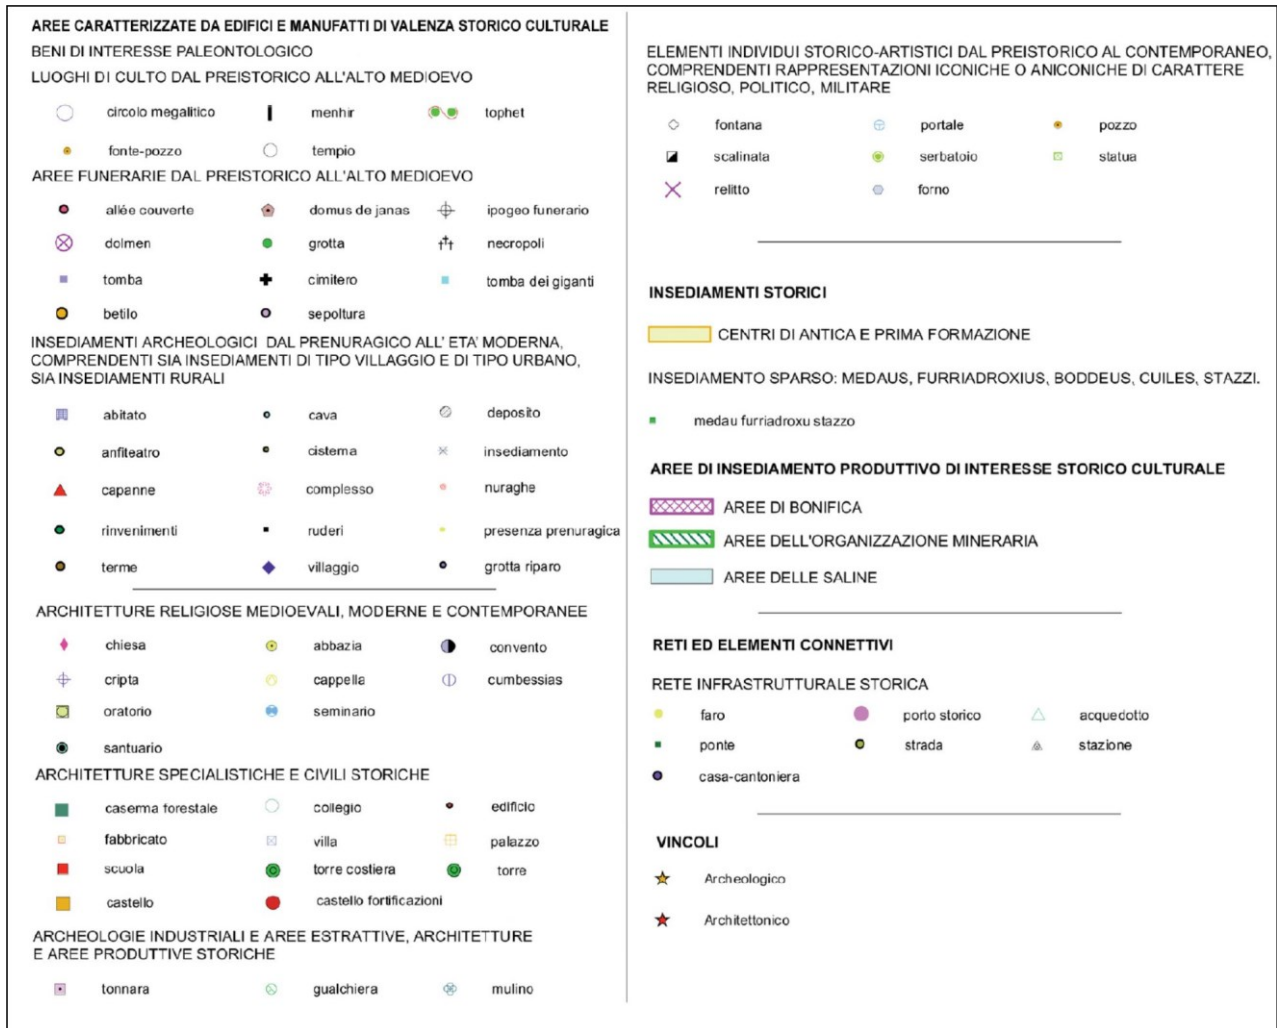 AREE CARATTERIZZATE DA EDIFICI E MANUFATTI DI VALENZA STORICO CULTURALE
BENI DI INTERESSE PALEONTOLOGICO
LUOGHI DI CULTO DAL PREISTORICO ALL'ALTO MEDIOEVO
circolo megalitico menhir tophet
fonte-pozzo tempio
AREE FUNERARIE DAL PREISTORICO ALL'ALTO MEDIOEVO
allée couverte domus de janas ipogeo funerario
dolmen grotta necropoli
tomba cimitero tomba dei giganti
betilo sepoltura
INSEDIAMENTI ARCHEOLOGICI DAL PRENURAGICO ALL' ETA' MODERNA,
COMPRENDENTI SIA INSEDIAMENTI DI TIPO VILLAGGIO E DI TIPO URBANO,
SIA INSEDIAMENTI RURALI
abitato cava deposito
anfiteatro cisterna insediamento
capanne complesso nuraghe
rinvenimenti ruderi presenza prenuragica
terme villaggio grotta riparo
ARCHITETTURE RELIGIOSE MEDIOEVALI, MODERNE E CONTEMPORANEE
chiesa abbazia convento
cripta cappella cumbessias
oratorio seminario
santuario
ARCHITETTURE SPECIALISTICHE E CIVILI STORICHE
caserma forestale collegio edificio
fabbricato villa palazzo
scuola torre costiera torre
castello castello fortificazioni
ARCHEOLOGIE INDUSTRIALI E AREE ESTRATTIVE, ARCHITETTURE
E AREE PRODUTTIVE STORICHE
tonnara gualchiera mulino
ELEMENTI INDIVIDUI STORICO-ARTISTICI DAL PREISTORICO AL CONTEMPORANEO,
COMPRENDENTI RAPPRESENTAZIONI ICONICHE O ANICONICHE DI CARATTERE
RELIGIOSO, POLITICO, MILITARE
fontana portale pozzo
scalinata serbatoio statua
relitto forno
INSEDIAMENTI STORICI
CENTRI DI ANTICA E PRIMA FORMAZIONE
INSEDIAMENTO SPARSO: MEDAUS, FURRIADROXIUS, BODDEUS, CUILES, STAZZI.
medau furriadroxu stazzo
AREE DI INSEDIAMENTO PRODUTTIVO DI INTERESSE STORICO CULTURALE
AREE DI BONIFICA
AREE DELL'ORGANIZZAZIONE MINERARIA
AREE DELLE SALINE
RETI ED ELEMENTI CONNETTIVI
RETE INFRASTRUTTURALE STORICA
faro porto storico acquedotto
ponte strada stazione
casa-cantoniera
VINCOLI
Archeologico
Architettonico